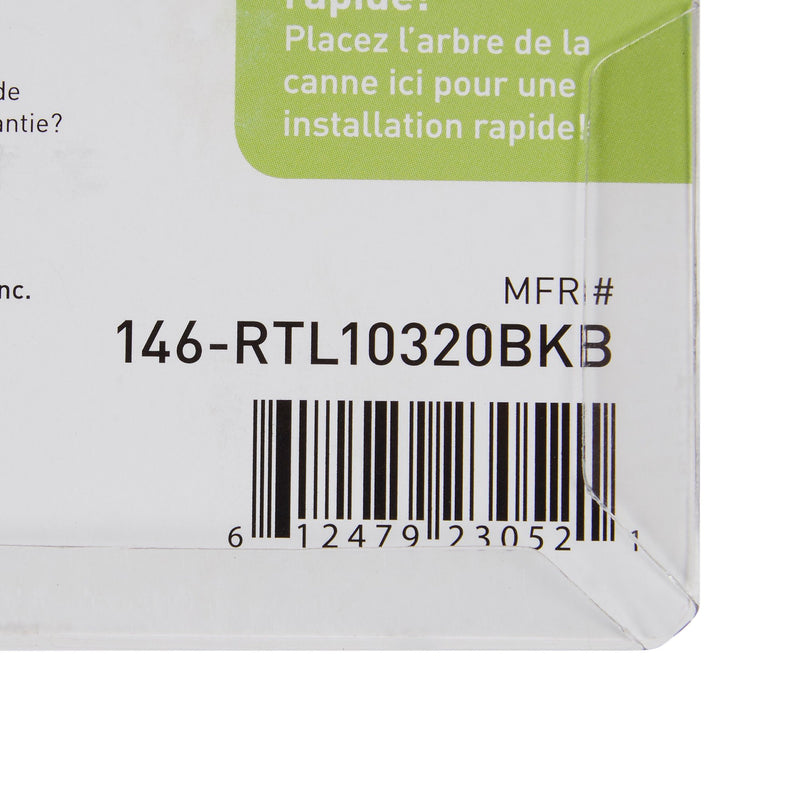 rapide?
Placez l’arbre de la
canne ici pour une
installation rapide!
de
antie?
nc.
MFR #
146-RTL10320BKB
6 12479 23052 1